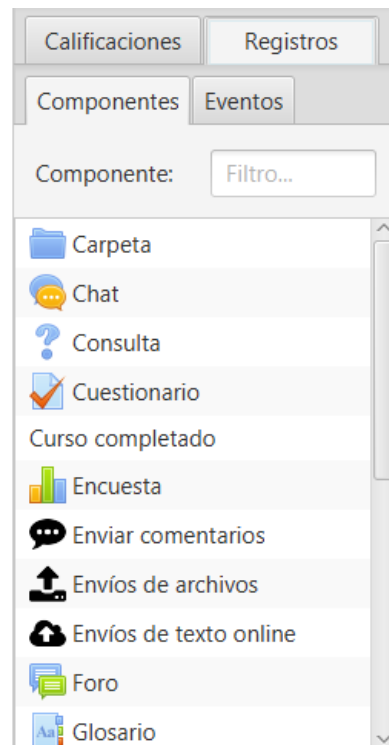 Calificaciones Registros
Componentes Eventos
Componente: Filtro...
Carpeta
Chat
Consulta
Cuestionario
Curso completado
Encuesta
Enviar comentarios
Envíos de archivos
Envíos de texto online
Foro
Aa Glosario